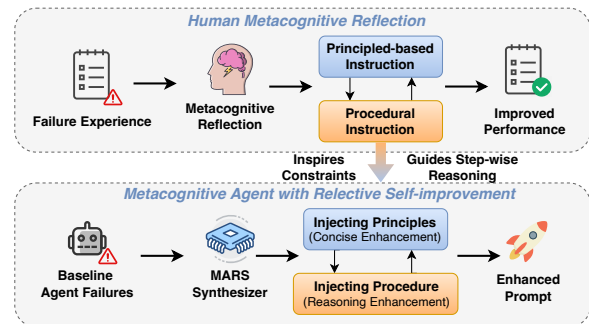 Human Metacognitive Reflection
Failure Experience
Metacognitive
Reflection
Principled-based
Instruction
Procedural
Instruction
Improved
Performance
Inspires
Constraints
Guides Step-wise
Reasoning
Metacognitive Agent with Relective Self-improvement
Baseline
Agent Failures
MARS
Synthesizer
Injecting Principles
(Concise Enhancement)
Injecting Procedure
(Reasoning Enhancement)
Enhanced
Prompt